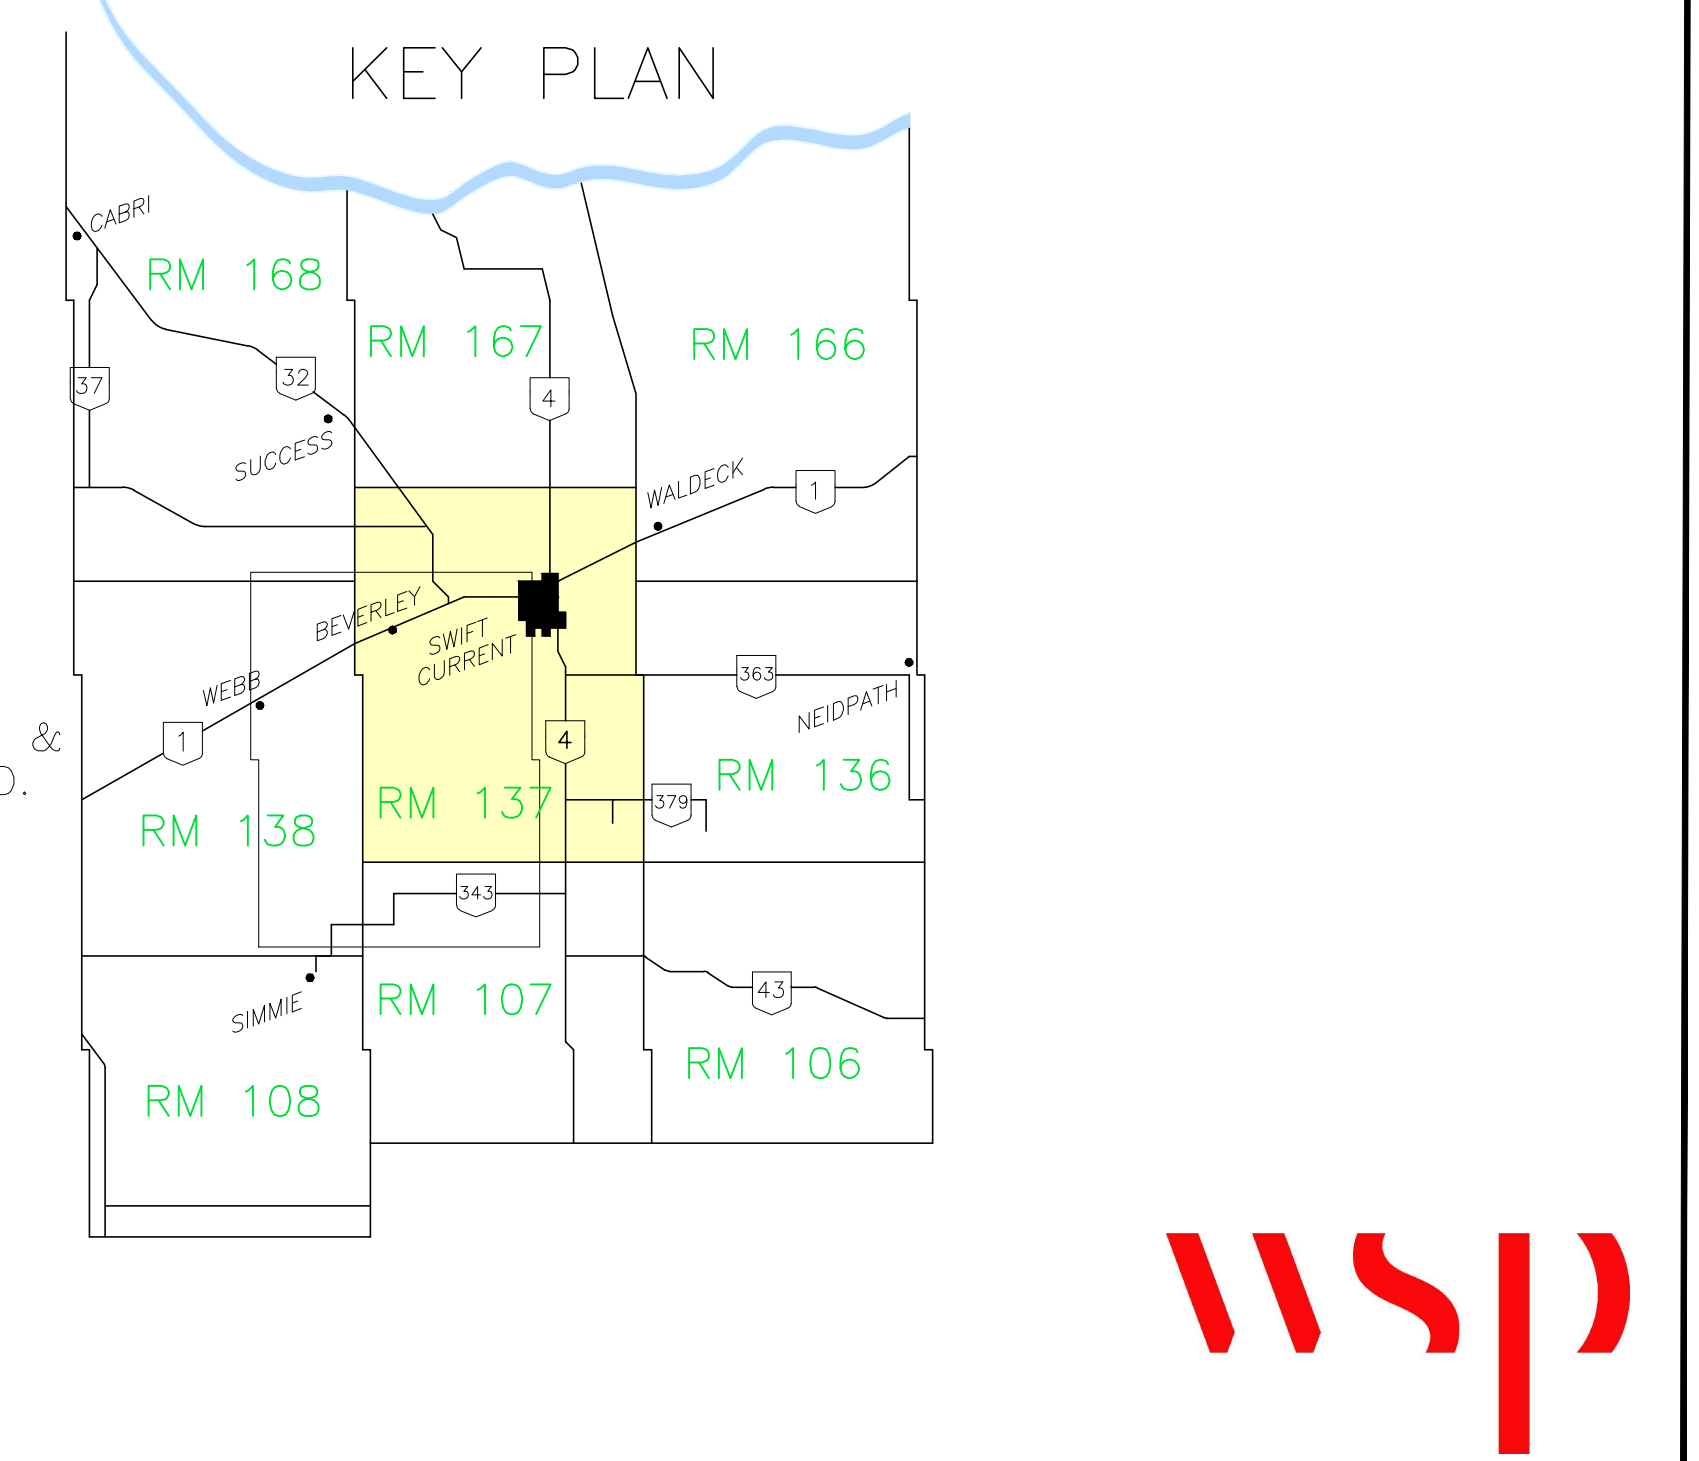 KEY PLAN
CABRI
RM 168
RM 167
RM 166
37
32
4
SUCCESS
WALDECK
1
BEVERLEY
SWIFT
CURRENT
WEBB
363
NEIDPATH
&
1
4
RM 136
D.
RM 137
379
RM 138
343
SIMMIE
RM 107
43
RM 106
RM 108
wsp